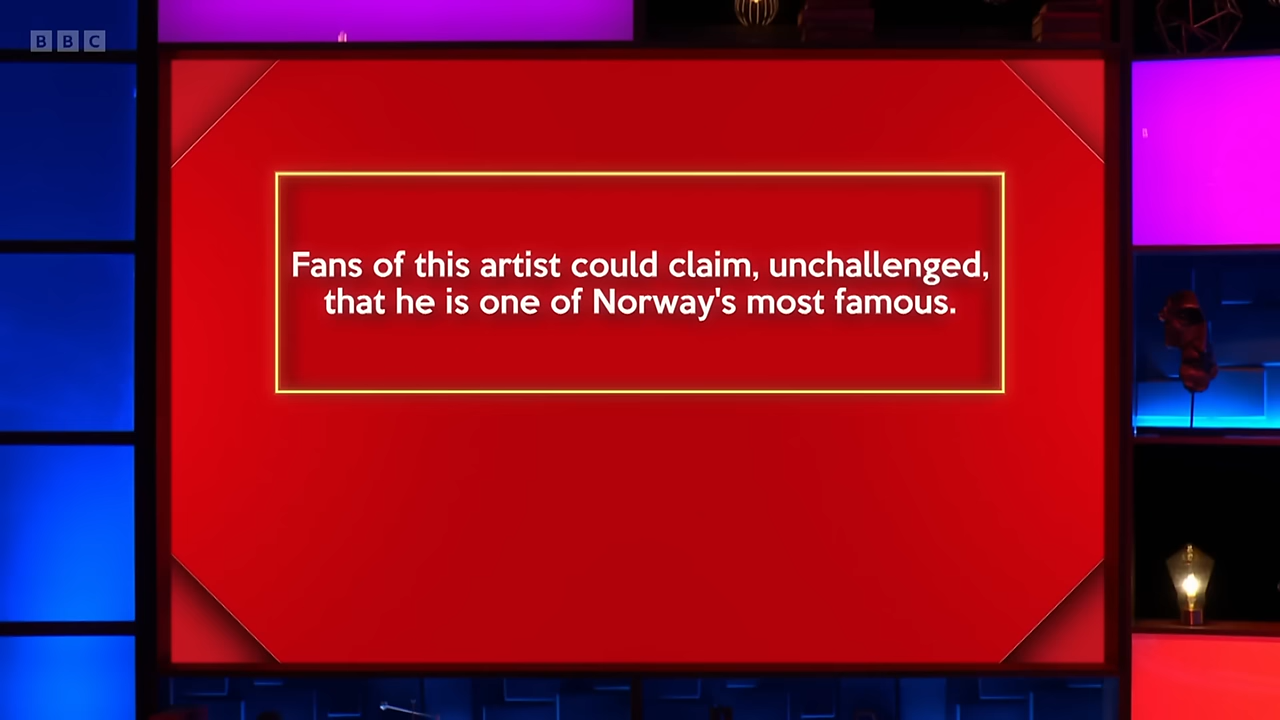 BBC
Fans of this artist could claim, unchallenged,
that he is one of Norway's most famous.